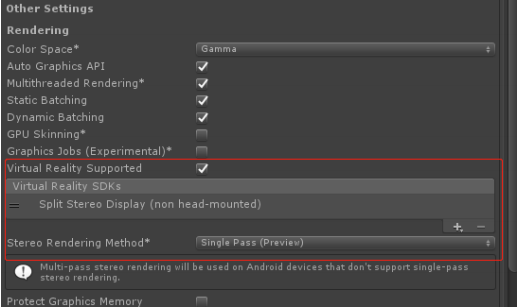 Other Settings
Rendering
Color Space* Gamma
Auto Graphics API
Multithreaded Rendering*
Static Batching
Dynamic Batching
GPU Skinning*
Graphics Jobs (Experimental)*
Virtual Reality Supported
Virtual Reality SDKs
Split Stereo Display (non head-mounted)
Stereo Rendering Method* Single Pass (Preview)
Multi-pass stereo rendering will be used on Android devices that don't support single-pass
stereo rendering.
Protect Graphics Memory